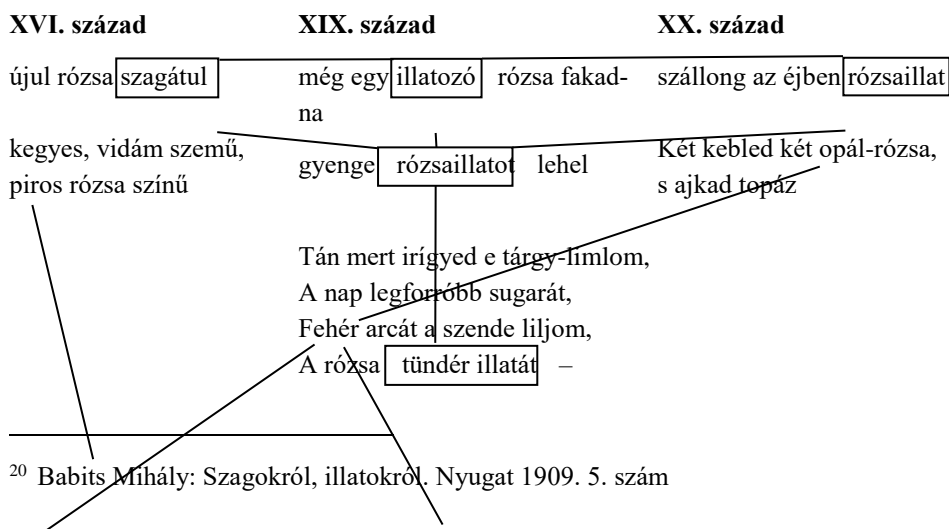 XVI. század
újul rózsa szagátul
kegyes, vidám szemű,
piros rózsa színű
XIX. század
még egy illatozó rózsa fakad-
na
gyenge rózsaillatot lehel
Tán mert irígyed e tárgy-limlom,
A nap legforróbb sugarát,
Fehér arcát a szende liljom,
A rózsa tündér illatát –
XX. század
szállong az éjben rózsaillat
Két kebled két opál-rózsa,
s ajkad topáz
20 Babits Mihály: Szagokról, illatokról. Nyugat 1909. 5. szám